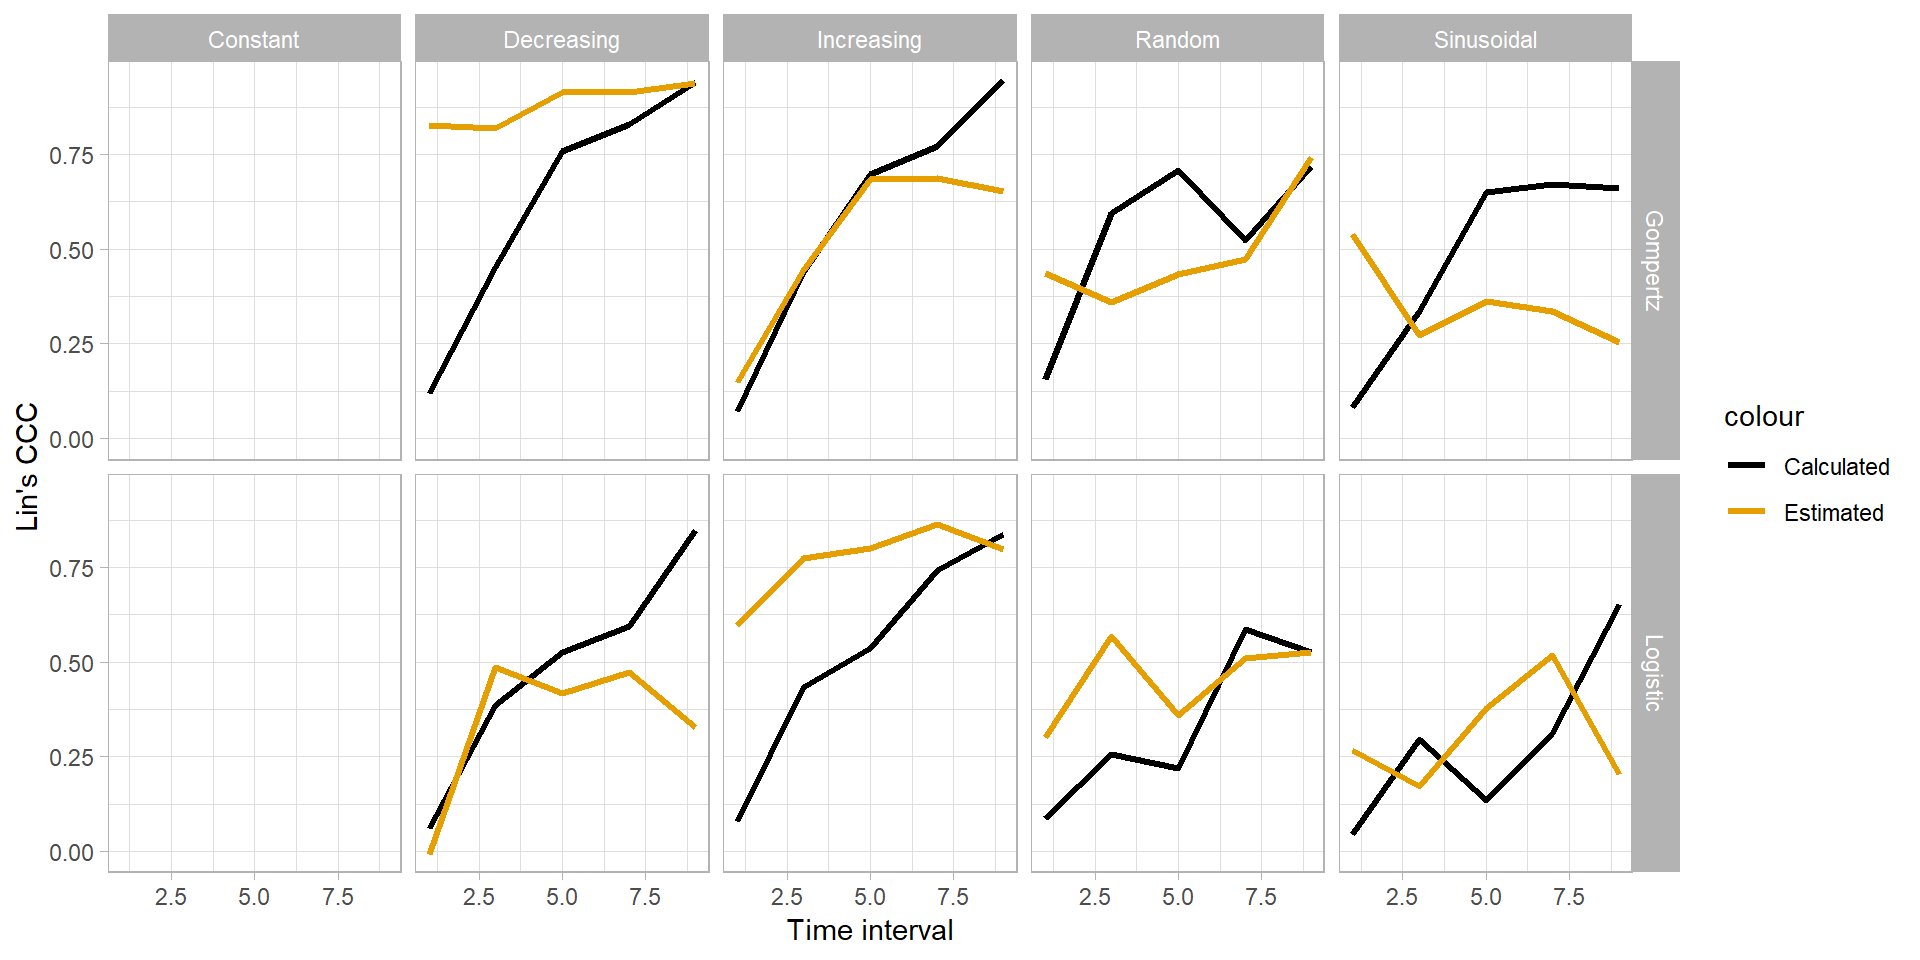 Constant Decreasing Increasing Random Sinusoidal
Gompertz
Logistic
Lin's CCC
0.75
0.50
0.25
0.00
0.75
0.50
0.25
0.00
2.5 5.0 7.5 2.5 5.0 7.5 2.5 5.0 7.5 2.5 5.0 7.5 2.5 5.0 7.5
Time interval
colour
Calculated
Estimated